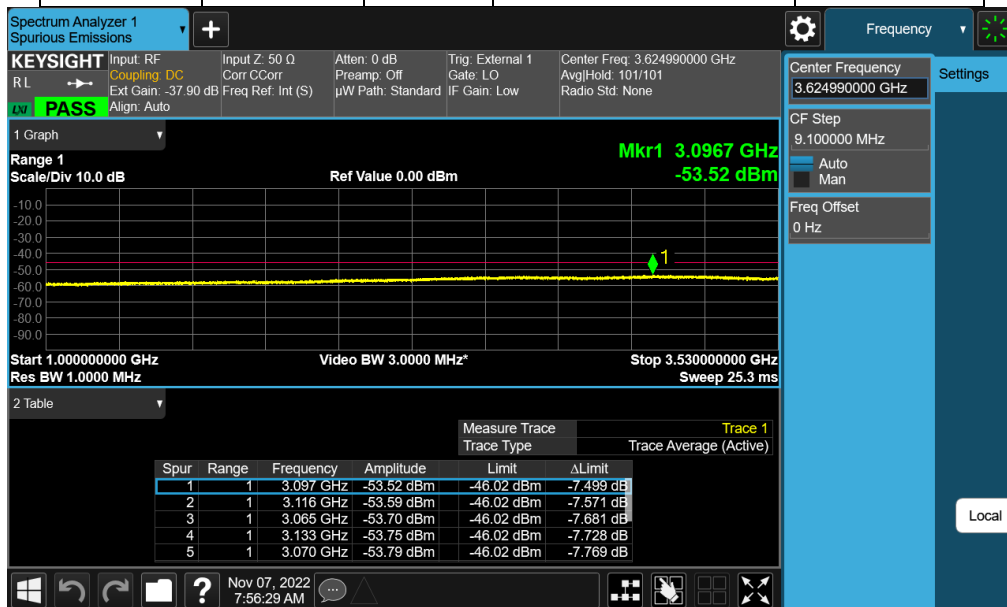 Spectrum Analyzer 1
Spurious Emissions
+
Frequency
KEYSIGHT Input: RF Input Z: 50 Ω Atten: 0 dB Trig: External 1 Center Freq: 3.624990000 GHz
RL Coupling: DC Corr CCorr Preamp: Off Gate: LO Avg|Hold: 101/101
Ext Gain: -37.90 dB Freq Ref: Int (S) µW Path: Standard IF Gain: Low Radio Std: None
LXI PASS Align: Auto
Center Frequency
3.624990000 GHz
Settings
CF Step
9.100000 MHz
Auto
Man
Freq Offset
0 Hz
1 Graph
Range 1
Mkr1 3.0967 GHz
Scale/Div 10.0 dB Ref Value 0.00 dBm -53.52 dBm
-10.0
-20.0
-30.0
-40.0
1
-50.0
-60.0
-70.0
-80.0
-90.0
Start 1.000000000 GHz Video BW 3.0000 MHz* Stop 3.530000000 GHz
Res BW 1.0000 MHz Sweep 25.3 ms
2 Table
Measure Trace Trace 1
Trace Type Trace Average (Active)
Spur Range Frequency Amplitude Limit ΔLimit
1 1 3.097 GHz -53.52 dBm -46.02 dBm -7.499 dB
2 1 3.116 GHz -53.59 dBm -46.02 dBm -7.571 dB
3 1 3.065 GHz -53.70 dBm -46.02 dBm -7.681 dB
4 1 3.133 GHz -53.75 dBm -46.02 dBm -7.728 dB
5 1 3.070 GHz -53.79 dBm -46.02 dBm -7.769 dB
Local
? Nov 07, 2022
7:56:29 AM